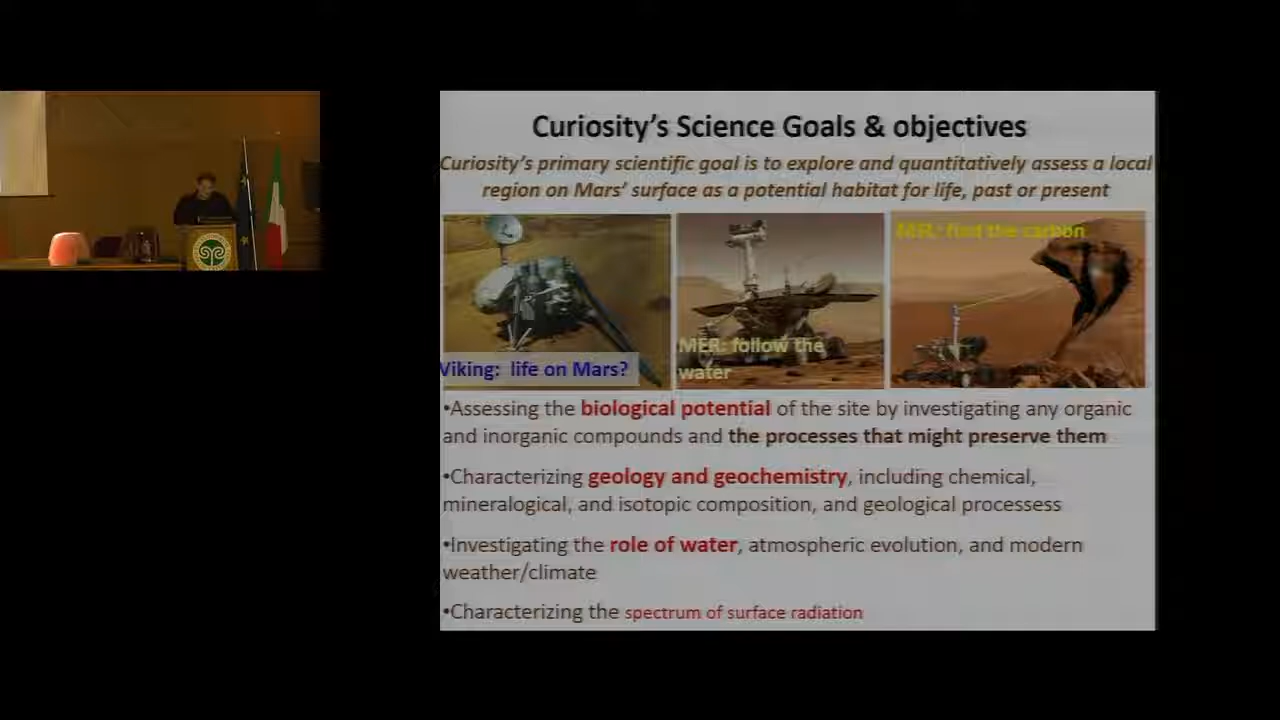 Curiosity's Science Goals & objectives
Curiosity's primary scientific goal is to explore and quantitatively assess a local
region on Mars' surface as a potential habitat for life, past or present
find the carbon
MER: follow the
water
Viking: life on Mars?
•Assessing the biological potential of the site by investigating any organic
and inorganic compounds and the processes that might preserve them
•Characterizing geology and geochemistry, including chemical,
mineralogical, and isotopic composition, and geological processess
•Investigating the role of water, atmospheric evolution, and modern
weather/climate
•Characterizing the spectrum of surface radiation